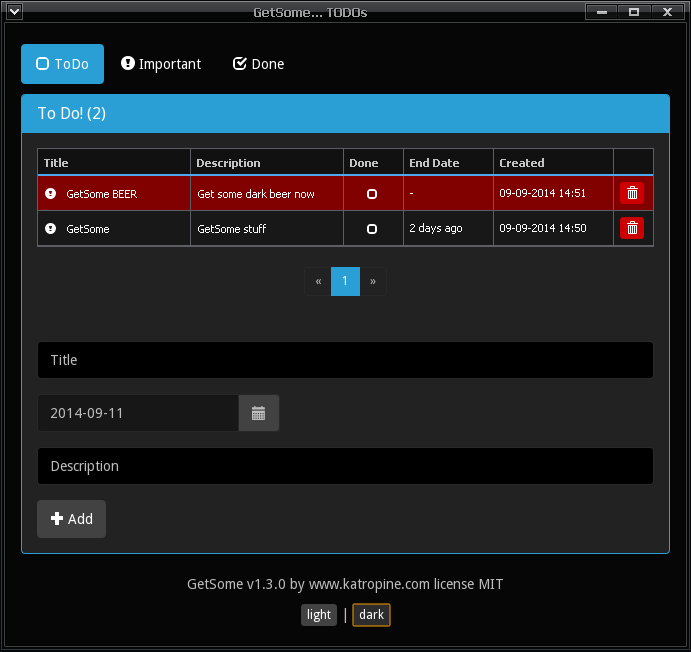 GetSome... TODOs
ToDo Important Done
To Do! (2)
Title Description Done End Date Created
GetSome BEER Get some dark beer now - 09-09-2014 14:51
GetSome GetSome stuff 2 days ago 09-09-2014 14:50
« 1 »
Title
2014-09-11
Description
Add
GetSome v1.3.0 by www.katropine.com license MIT
light | dark